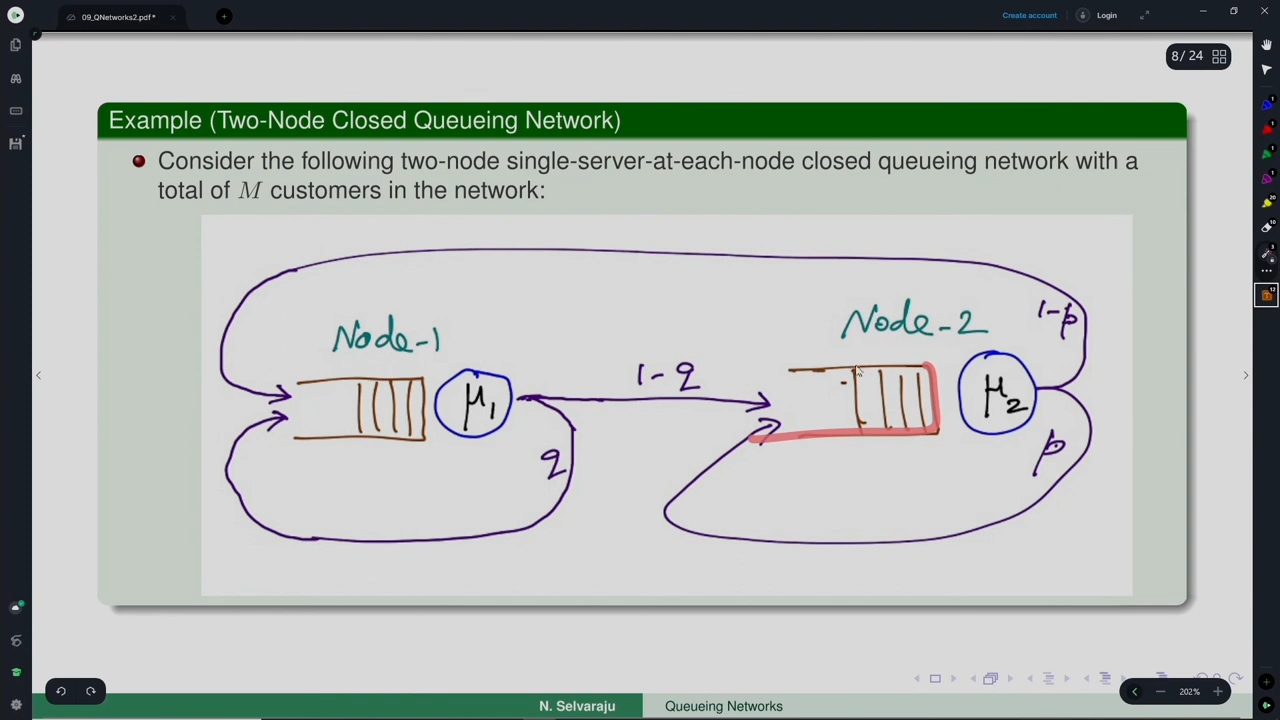 09_QNetworks2.pdf*
Create account
Login
8 / 24
Example (Two-Node Closed Queueing Network)
Consider the following two-node single-server-at-each-node closed queueing network with a
total of M customers in the network:
Node-1
Node-2
1-p
1-q
μ1
μ2
q
p
N. Selvaraju
Queueing Networks
202%